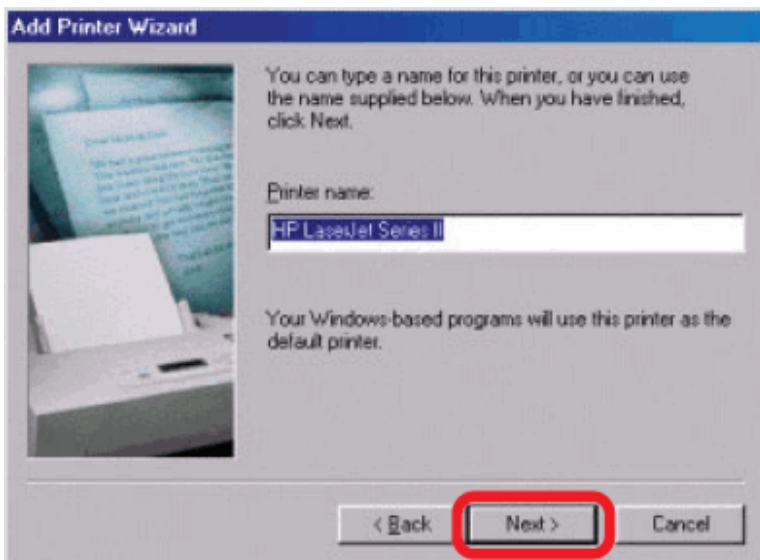 Add Printer Wizard
You can type a name for this printer, or you can use
the name supplied below. When you have finished,
click Next.
Printer name:
HP LaserJet Series II
Your Windows-based programs will use this printer as the
default printer.
< Back
Next >
Cancel